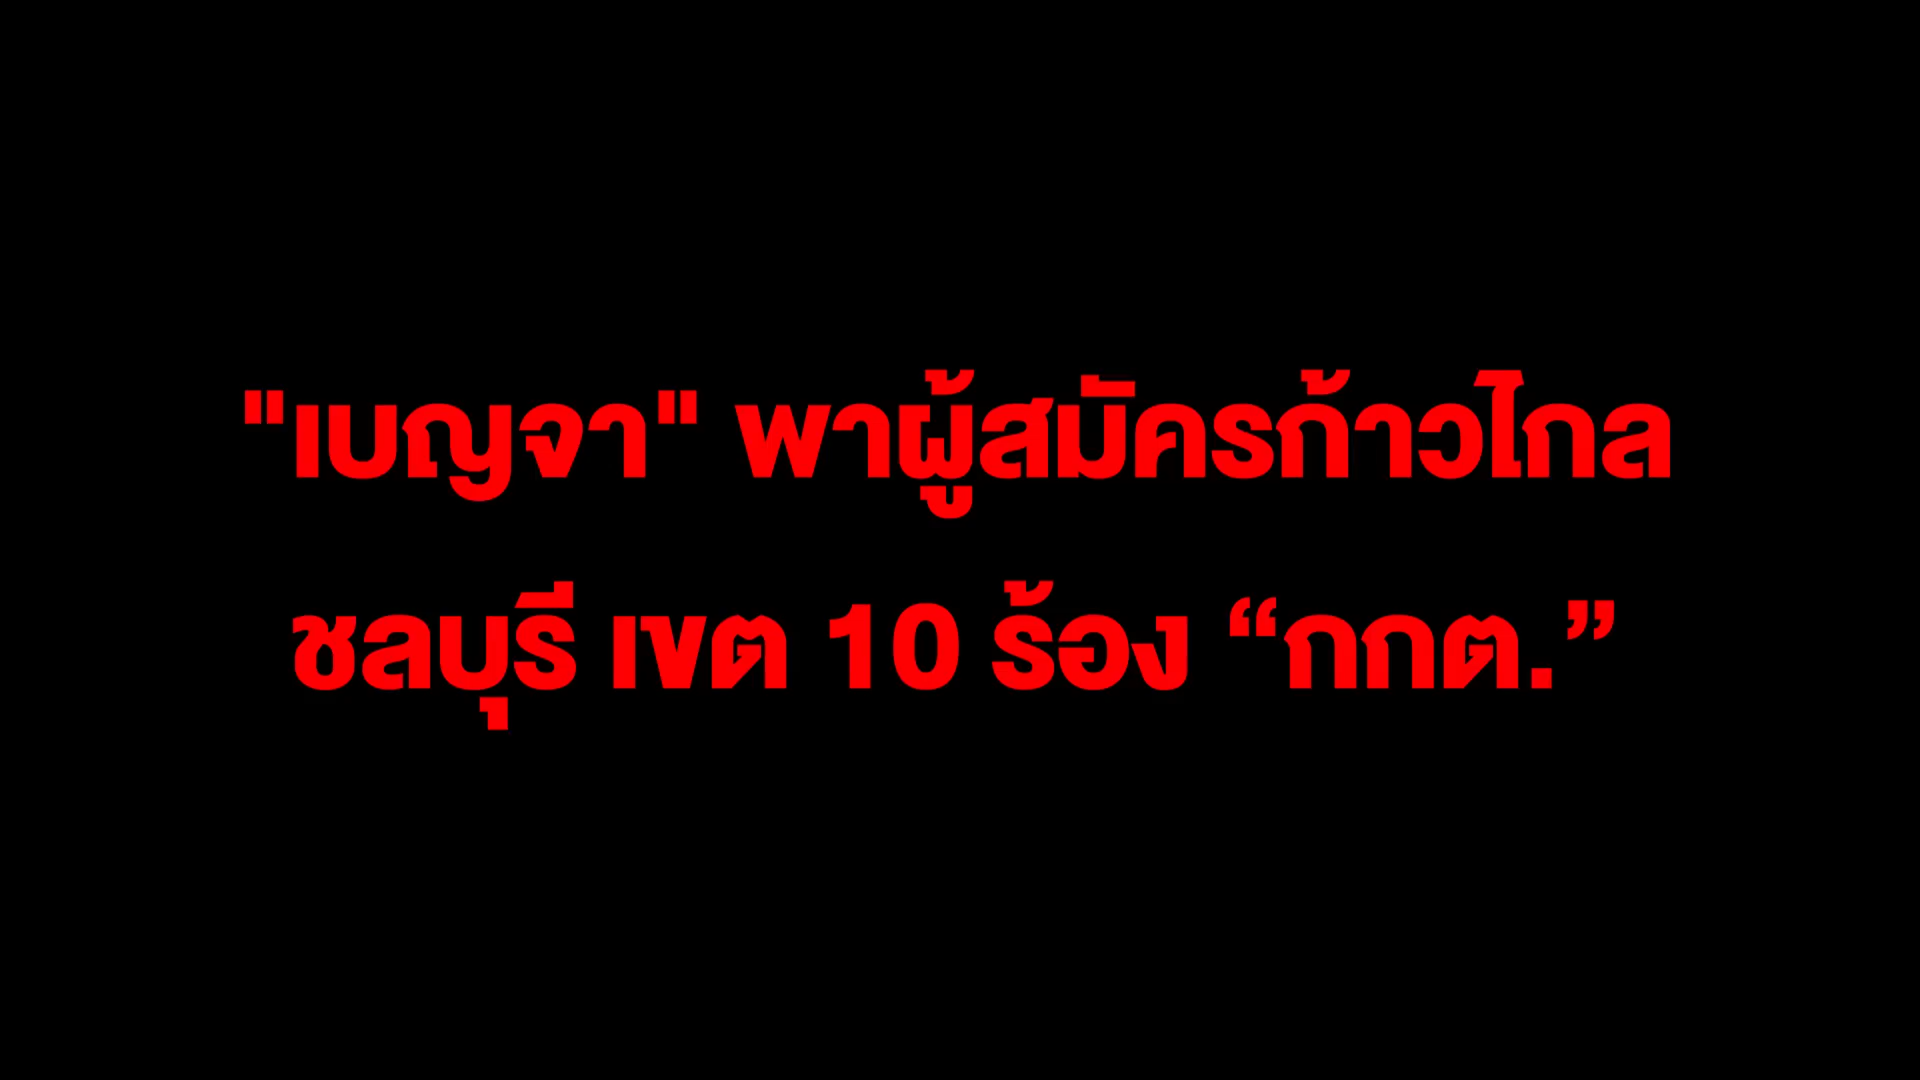 "เบญจา" พาผู้สมัครก้าวไกล
ชลบุรี เขต 10 ร้อง “กกต.”